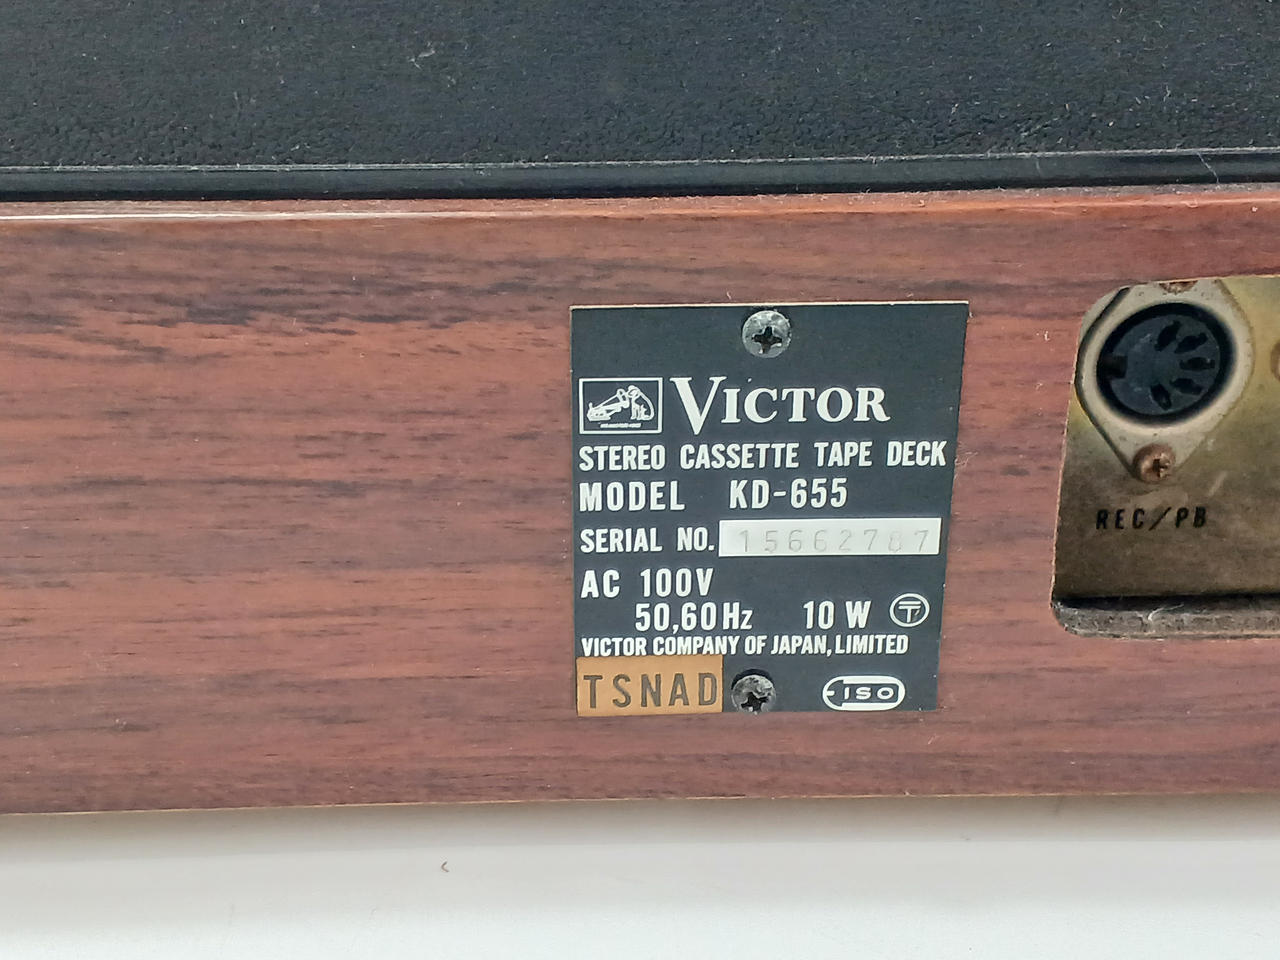 VICTOR
STEREO CASSETTE TAPE DECK
MODEL KD-655
SERIAL NO. 15662787
AC 100V
50,60Hz 10 W
VICTOR COMPANY OF JAPAN, LIMITED
TSNAD
JSO
REC/PB